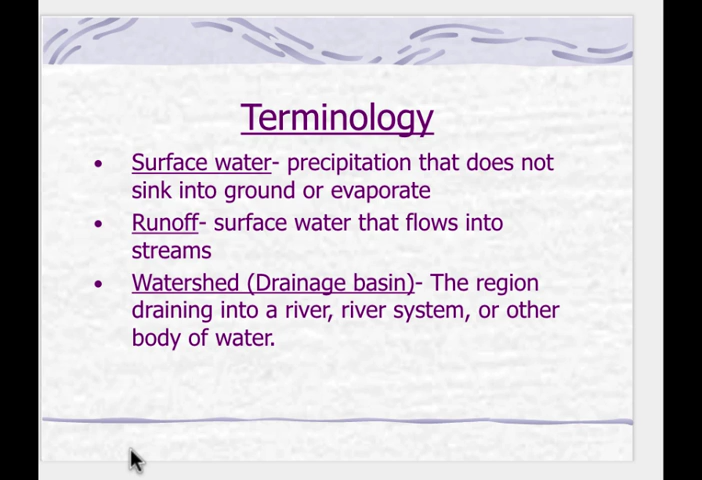 Terminology
• Surface water- precipitation that does not
sink into ground or evaporate
• Runoff- surface water that flows into
streams
• Watershed (Drainage basin)- The region
draining into a river, river system, or other
body of water.